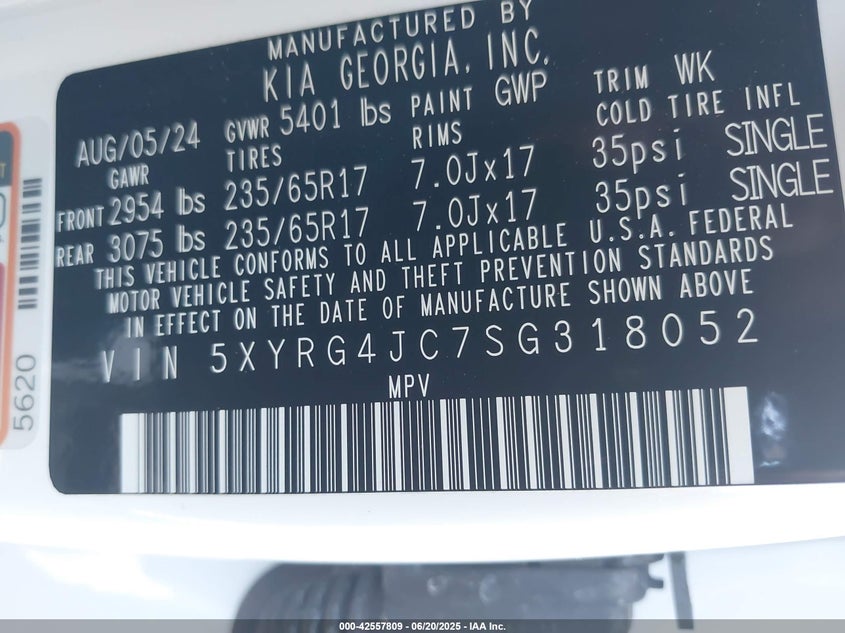 MANUFACTURED BY
KIA GEORGIA, INC.
AUG/05/24 GVWR 5401 lbs PAINT GWP TRIM WK
GAWR TIRES RIMS COLD TIRE INFL
FRONT 2954 lbs 235/65R17 7.0Jx17 35psi SINGLE
REAR 3075 lbs 235/65R17 7.0Jx17 35psi SINGLE
THIS VEHICLE CONFORMS TO ALL APPLICABLE U.S.A. FEDERAL
MOTOR VEHICLE SAFETY AND THEFT PREVENTION STANDARDS
IN EFFECT ON THE DATE OF MANUFACTURE SHOWN ABOVE
VIN 5XYRG4JC7SG318052
MPV
5620
000-42557809 - 06/20/2025 - IAA Inc.